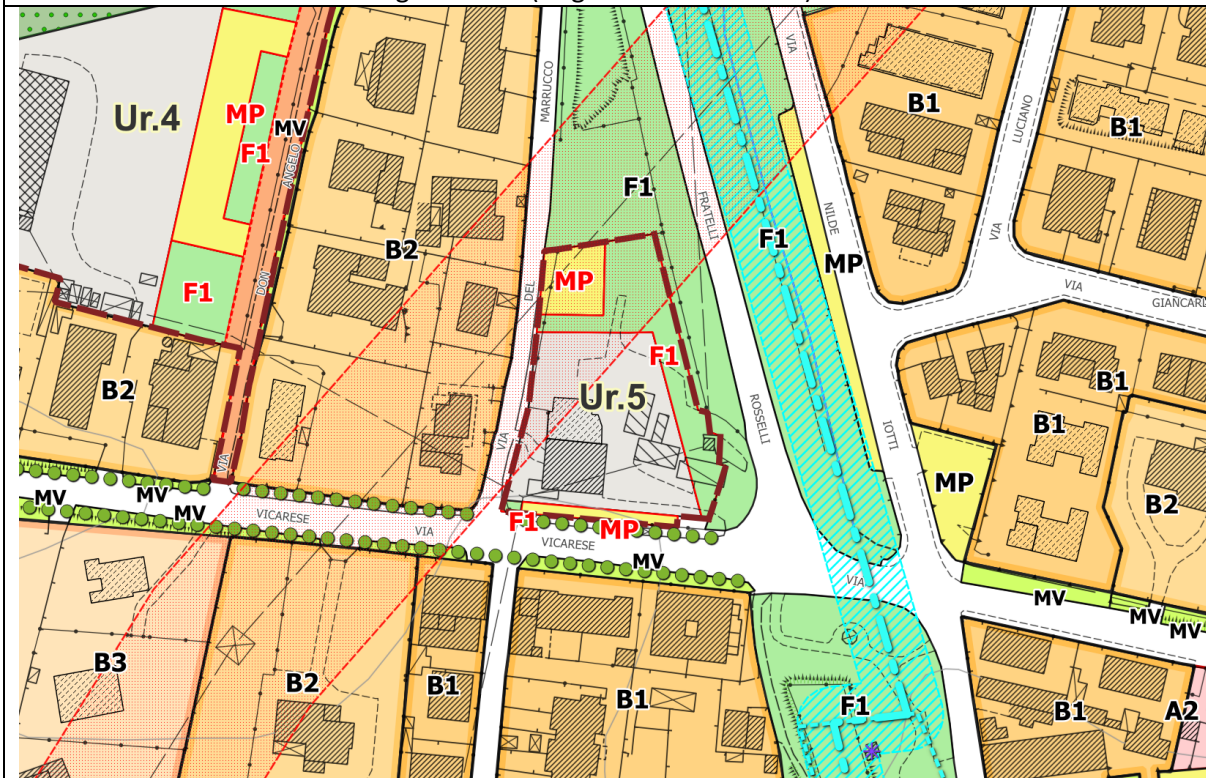 Ur.4
MP
F1
MV
F1
DON
ANGELO
VIA
B2
B2
MARRUCCO
DEL
VIA
F1
MP
F1
Ur.5
FRATELLI
ROSSELLI
F1
VIA
NILDE
IOTTI
MP
B1
LUCIANO
VIA
B1
VIA
B1
B1
MP
B2
MV
MV
MV
VICARESE
VIA
F1
MP
VICARESE
MV
VIA
MV
MV
MV
B3
B2
B1
B1
F1
B1
A2